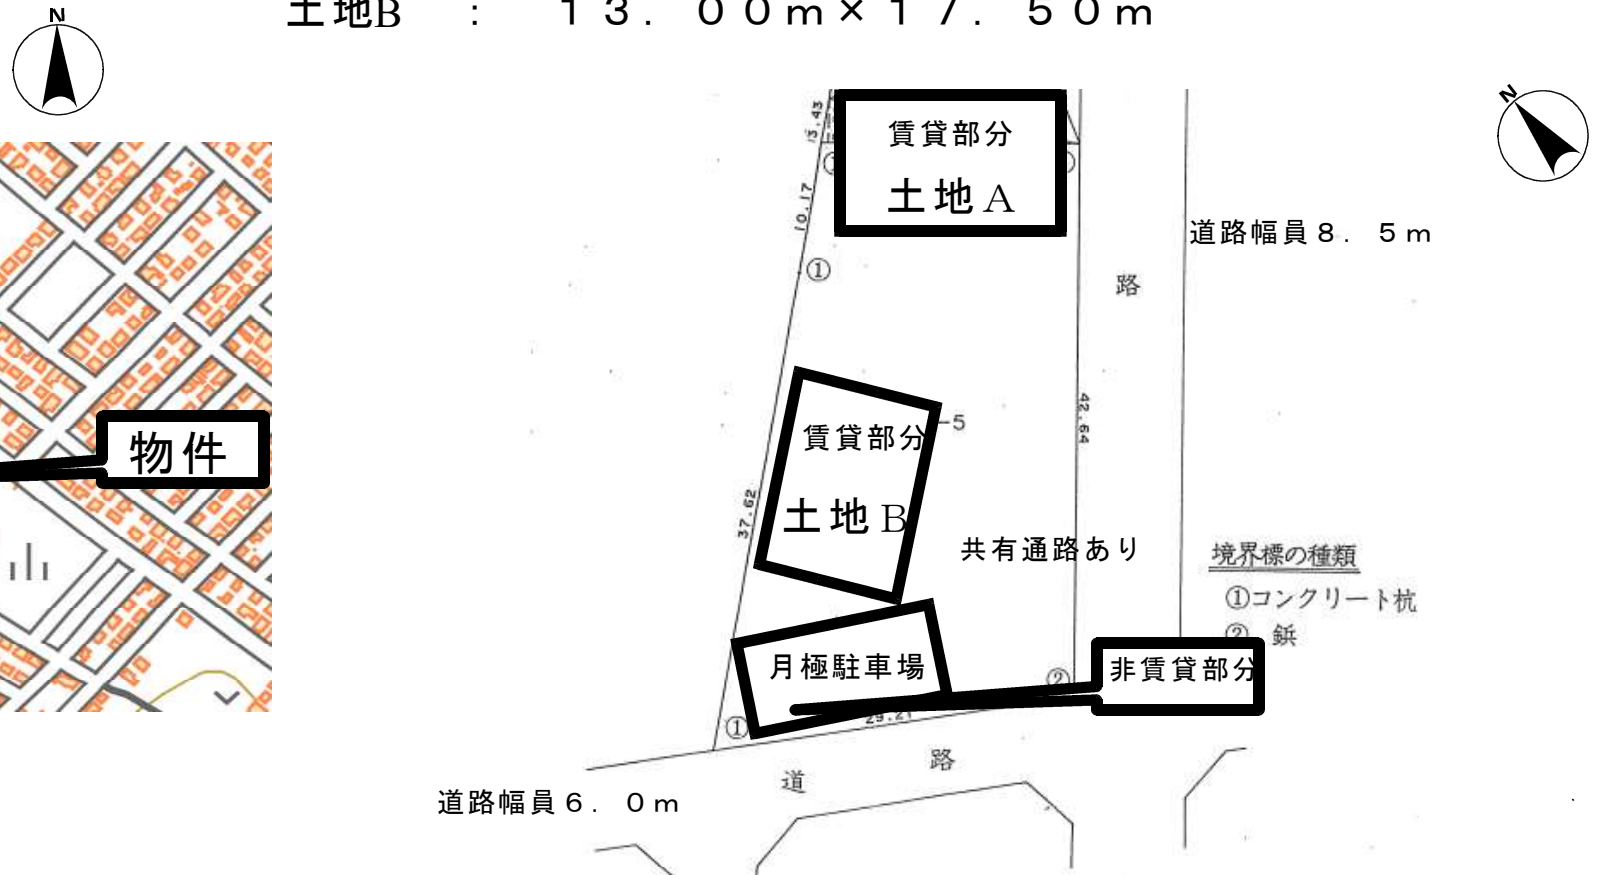 土地B : 13.00m×17.50m
N
N
13.43
賃貸部分
土地A
10.17
道路幅員8.5m
①
路
物件
賃貸部分
-5
42.64
土地B
37.62
共有通路あり
境界標の種類
①コンクリート杭
② 鋲
月極駐車場
②
非賃貸部分
①
29.21
道 路
道路幅員6.0m